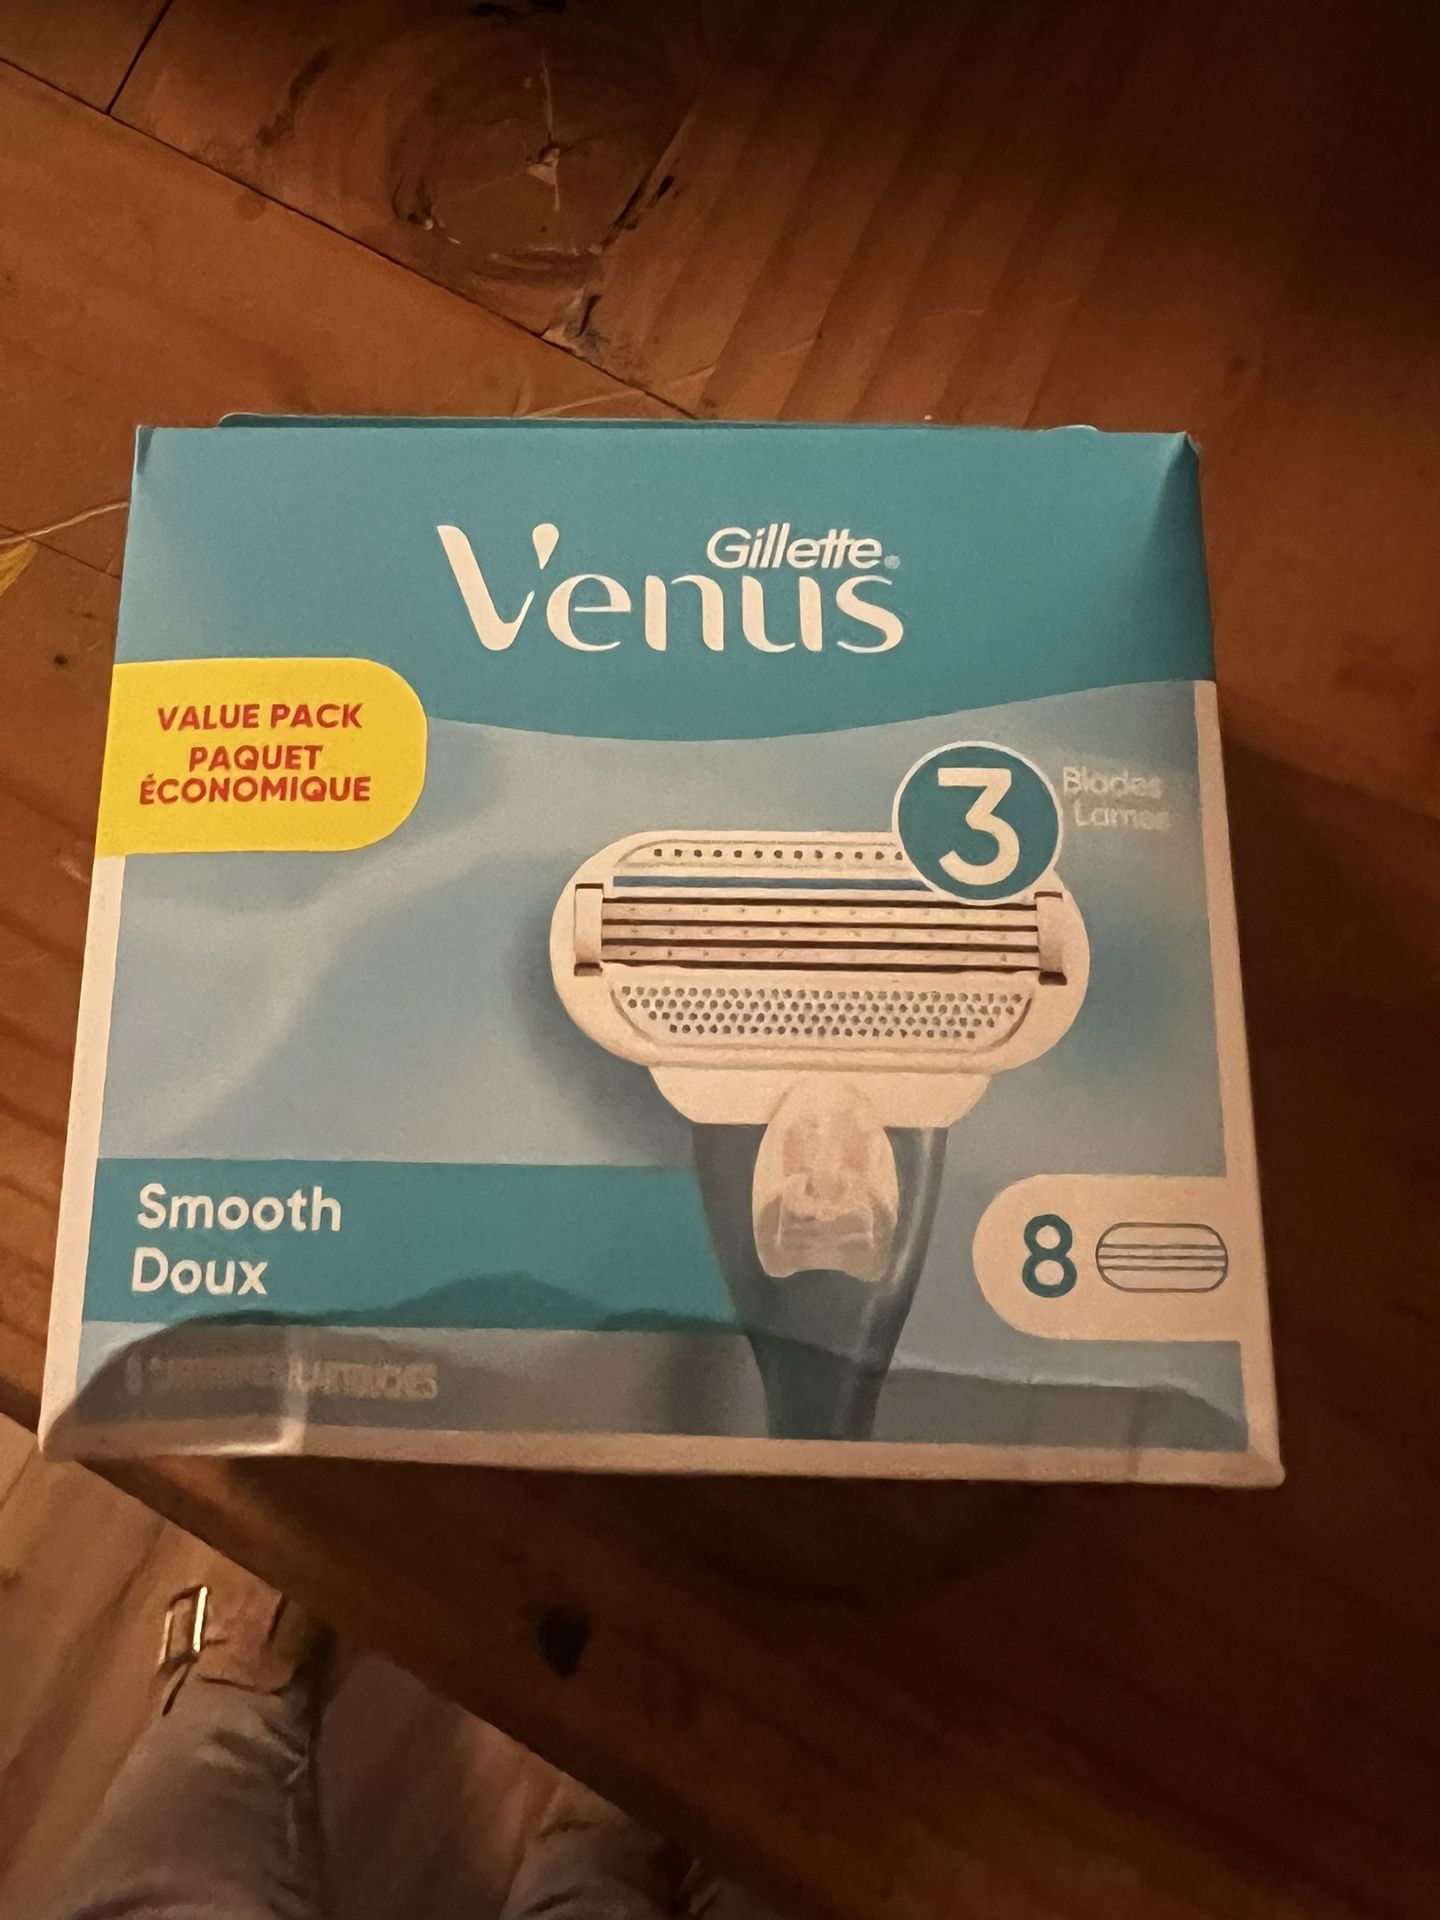 Gillette
Venus
VALUE PACK
PAQUET
ÉCONOMIQUE
3
Blades
Lames
Smooth
Doux
8